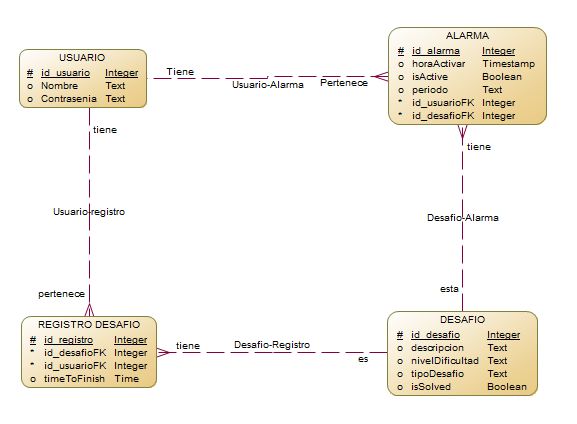 USUARIO
# id_usuario Integer
o Nombre Text
o Contrasenia Text
ALARMA
# id_alarma Integer
o horaActivar Timestamp
o isActive Boolean
o periodo Text
* id_usuarioFK Integer
* id_desafioFK Integer
Tiene
Usuario-Alarma
Pertenece
tiene
Usuario-registro
pertenece
tiene
Desafio-Alarma
esta
REGISTRO DESAFIO
# id_registro Integer
* id_desafioFK Integer
* id_usuarioFK Integer
o timeToFinish Time
tiene
Desafio-Registro
es
DESAFIO
# id_desafio Integer
o descripcion Text
o nivelDificultad Text
o tipoDesafio Text
o isSolved Boolean